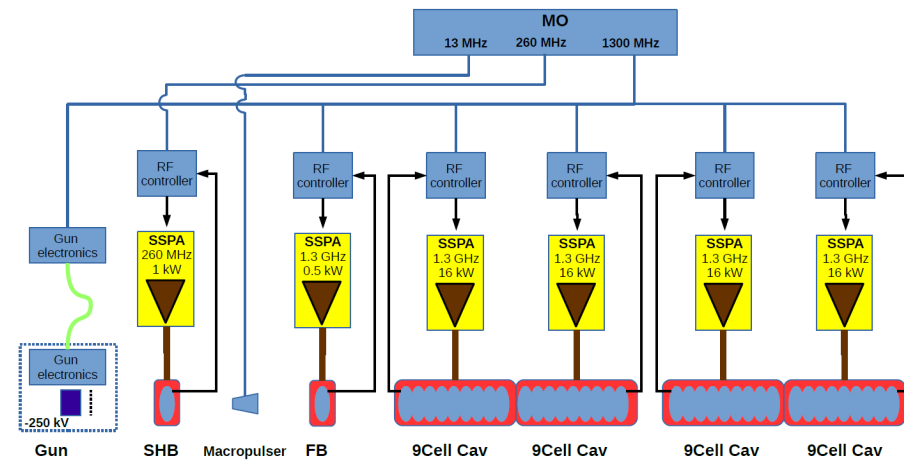 MO
13 MHz 260 MHz 1300 MHz
RF
controller
RF
controller
RF
controller
RF
controller
RF
controller
RF
controller
Gun
electronics
SSPA
260 MHz
1 kW
SSPA
1.3 GHz
0.5 kW
SSPA
1.3 GHz
16 kW
SSPA
1.3 GHz
16 kW
SSPA
1.3 GHz
16 kW
SSPA
1.3 GHz
16 kW
Gun
electronics
-250 kV
Gun SHB Macropulser FB 9Cell Cav 9Cell Cav 9Cell Cav 9Cell Cav